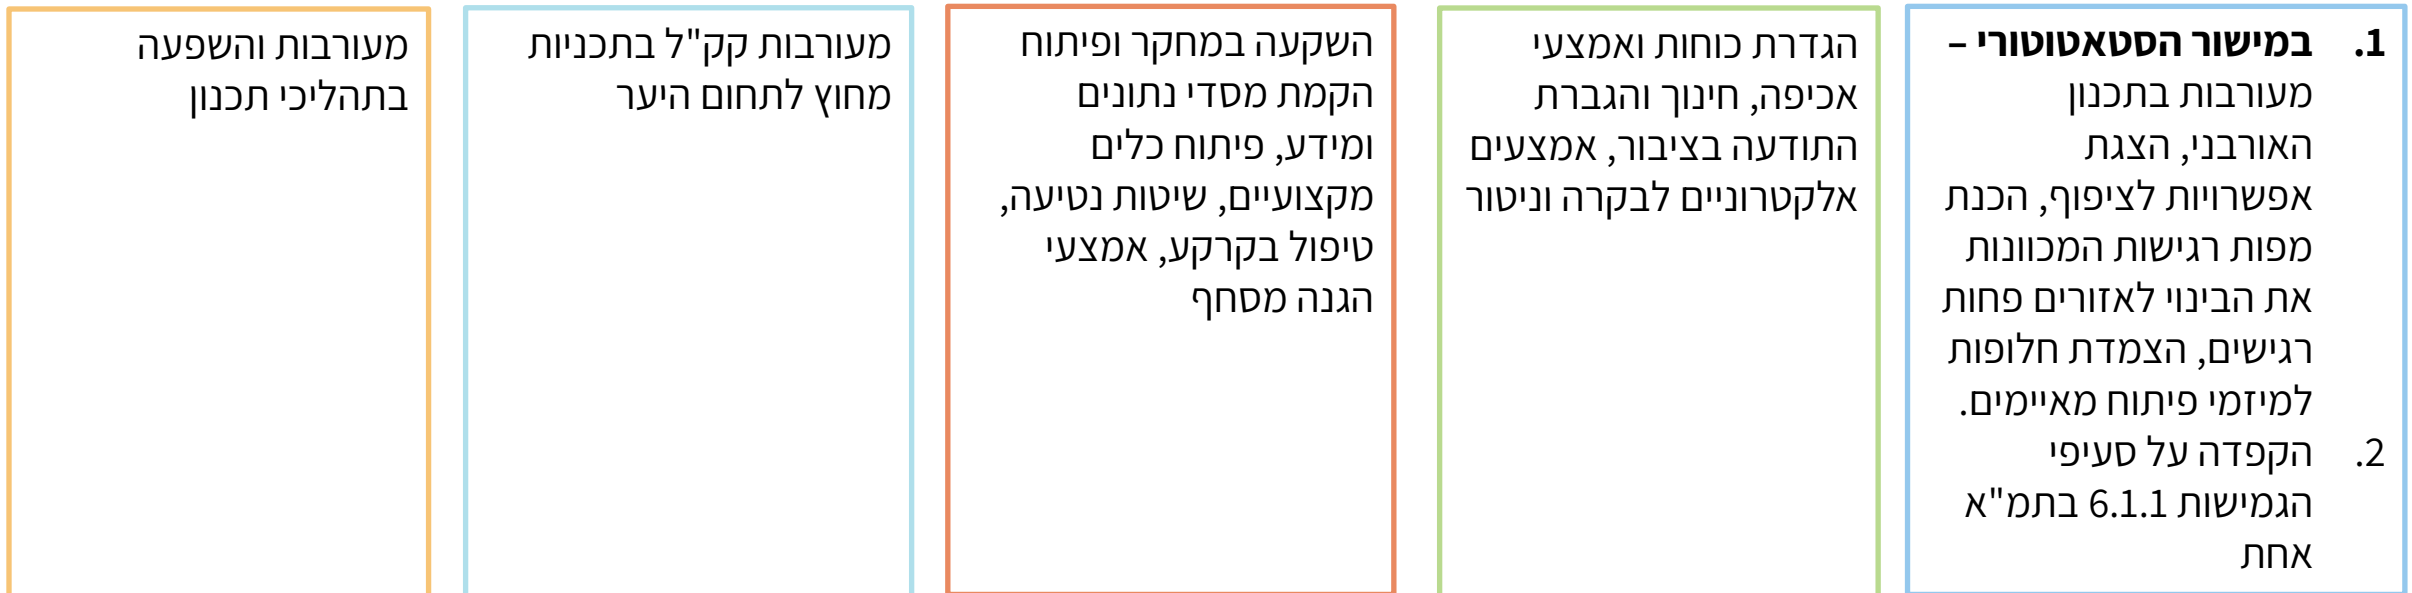 1. במישור הסטאטוטורי –
מעורבות בתכנון
האורבני, הצגת
אפשרויות לציפוף, הכנת
מפות רגישות המכוונות
את הבינוי לאזורים פחות
רגישים, הצמדת חלופות
למיזמי פיתוח מאיימים.
2. הקפדה על סעיפי
הגמישות 6.1.1 בתמ"א
אחת
הגדרת כוחות ואמצעי
אכיפה, חינוך והגברת
התודעה בציבור, אמצעים
אלקטרוניים לבקרה וניטור
השקעה במחקר ופיתוח
הקמת מסדי נתונים
ומידע, פיתוח כלים
מקצועיים, שיטות נטיעה,
טיפול בקרקע, אמצעי
הגנה מסחף
מעורבות קק"ל בתכניות
מחוץ לתחום היער
מעורבות והשפעה
בתהליכי תכנון